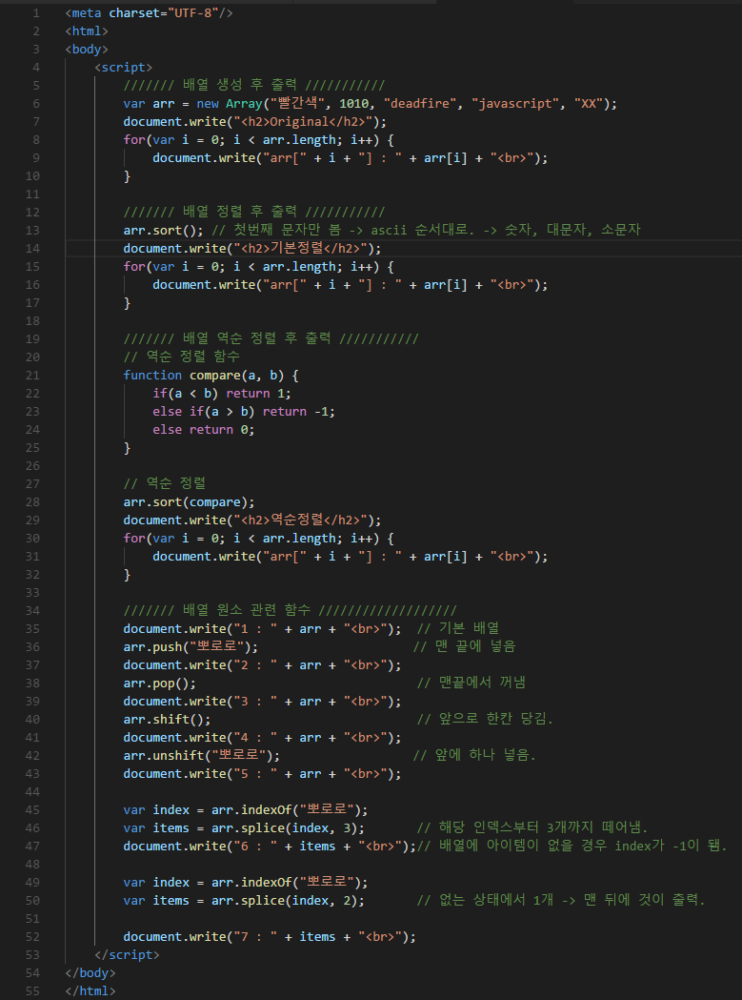 1 <meta charset="UTF-8"/>
2 <html>
3 <body>
4     <script>
5         /////// 배열 생성 후 출력 ///////////
6         var arr = new Array("빨간색", 1010, "deadfire", "javascript", "XX");
7         document.write("<h2>Original</h2>");
8         for(var i = 0; i < arr.length; i++) {
9             document.write("arr[" + i + "] : " + arr[i] + "<br>");
10         }
11
12         /////// 배열 정렬 후 출력 ///////////
13         arr.sort(); // 첫번째 문자만 봄 -> ascii 순서대로. -> 숫자, 대문자, 소문자
14         document.write("<h2>기본정렬</h2>");
15         for(var i = 0; i < arr.length; i++) {
16             document.write("arr[" + i + "] : " + arr[i] + "<br>");
17         }
18
19         /////// 배열 역순 정렬 후 출력 ///////////
20         // 역순 정렬 함수
21         function compare(a, b) {
22             if(a < b) return 1;
23             else if(a > b) return -1;
24             else return 0;
25         }
26
27         // 역순 정렬
28         arr.sort(compare);
29         document.write("<h2>역순정렬</h2>");
30         for(var i = 0; i < arr.length; i++) {
31             document.write("arr[" + i + "] : " + arr[i] + "<br>");
32         }
33
34         /////// 배열 원소 관련 함수 ///////////////////
35         document.write("1 : " + arr + "<br>");  // 기본 배열
36         arr.push("뽀로로");                     // 맨 끝에 넣음
37         document.write("2 : " + arr + "<br>");
38         arr.pop();                              // 맨끝에서 꺼냄
39         document.write("3 : " + arr + "<br>");
40         arr.shift();                            // 앞으로 한칸 당김.
41         document.write("4 : " + arr + "<br>");
42         arr.unshift("뽀로로");                  // 앞에 하나 넣음.
43         document.write("5 : " + arr + "<br>");
44
45         var index = arr.indexOf("뽀로로");
46         var items = arr.splice(index, 3);       // 해당 인덱스부터 3개까지 떼어냄.
47         document.write("6 : " + items + "<br>");// 배열에 아이템이 없을 경우 index가 -1이 됌.
48
49         var index = arr.indexOf("뽀로로");
50         var items = arr.splice(index, 2);       // 없는 상태에서 1개 -> 맨 뒤에 것이 출력.
51
52         document.write("7 : " + items + "<br>");
53     </script>
54 </body>
55 </html>